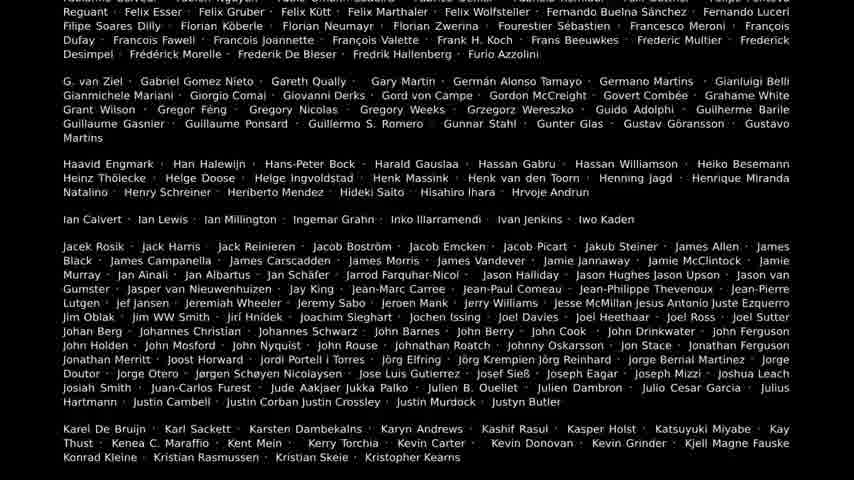 Reguant · Felix Esser · Felix Gruber · Felix Kütt · Felix Marthaler · Felix Wolfsteller · Fernando Buelna Sánchez · Fernando Luceri
Filipe Soares Dilly · Florian Köberle · Florian Neumayr · Florian Zwerina · Fourestier Sébastien · Francesco Meroni · François
Dufay · Francois Fawell · Francois Joannette · François Valette · Frank H. Koch · Frans Beeuwkes · Frederic Multier · Frederick
Desimpel · Frédérick Morelle · Frederik De Bleser · Fredrik Hallenberg · Furio Azzolini
G. van Ziel · Gabriel Gomez Nieto · Gareth Qually · Gary Martin · Germán Alonso Tamayo · Germano Martins · Gianluigi Belli
Gianmichele Mariani · Giorgio Comai · Giovanni Derks · Gord von Campe · Gordon McCreight · Govert Combée · Grahame White
Grant Wilson · Gregor Féng · Gregory Nicolas · Gregory Weeks · Grzegorz Wereszko · Guido Adolphi · Guilherme Barile
Guillaume Gasnier · Guillaume Ponsard · Guillermo S. Romero · Gunnar Stahl · Gunter Glas · Gustav Göransson · Gustavo
Martins
Haavid Engmark · Han Halewijn · Hans-Peter Bock · Harald Gauslaa · Hassan Gabru · Hassan Williamson · Heiko Besemann
Heinz Thölecke · Helge Doose · Helge Ingvoldstad · Henk Massink · Henk van den Toorn · Henning Jagd · Henrique Miranda
Natalino · Henry Schreiner · Heriberto Mendez · Hideki Saito · Hisahiro Ihara · Hrvoje Andrun
Ian Calvert · Ian Lewis · Ian Millington · Ingemar Grahn · Inko Illarramendi · Ivan Jenkins · Iwo Kaden
Jacek Rosik · Jack Harris · Jack Reinieren · Jacob Boström · Jacob Emcken · Jacob Picart · Jakub Steiner · James Allen · James
Black · James Campanella · James Carscadden · James Morris · James Vandever · Jamie Jannaway · Jamie McClintock · Jamie
Murray · Jan Ainali · Jan Albartus · Jan Schäfer · Jarrod Farquhar-Nicol · Jason Halliday · Jason Hughes Jason Upson · Jason van
Gumster · Jasper van Nieuwenhuizen · Jay King · Jean-Marc Carree · Jean-Paul Comeau · Jean-Philippe Thevenoux · Jean-Pierre
Lutgen · Jef Jansen · Jeremiah Wheeler · Jeremy Sabo · Jeroen Mank · Jerry Williams · Jesse McMillan Jesus Antonio Juste Ezquerro
Jim Oblak · Jim WW Smith · Jiří Hnídek · Joachim Sieghart · Jochen Issing · Joel Davies · Joel Heethaar · Joel Ross · Joel Sutter
Johan Berg · Johannes Christian · Johannes Schwarz · John Barnes · John Berry · John Cook · John Drinkwater · John Ferguson
John Holden · John Mosford · John Nyquist · John Rouse · Johnathan Roatch · Johnny Oskarsson · Jon Stace · Jonathan Ferguson
Jonathan Merritt · Joost Horward · Jordi Portell i Torres · Jörg Elfring · Jörg Krempien Jörg Reinhard · Jorge Bernal Martinez · Jorge
Doutor · Jorge Otero · Jørgen Schøyen Nicolaysen · Jose Luis Gutierrez · Josef Sieß · Joseph Eagar · Joseph Mizzi · Joshua Leach
Josiah Smith · Juan-Carlos Furest · Jude Aakjaer Jukka Palko · Julien B. Ouellet · Julien Dambron · Julio Cesar Garcia · Julius
Hartmann · Justin Cambell · Justin Corban Justin Crossley · Justin Murdock · Justyn Butler
Karel De Bruijn · Karl Sackett · Karsten Dambekalns · Karyn Andrews · Kashif Rasul · Kasper Holst · Katsuyuki Miyabe · Kay
Thust · Kenea C. Maraffio · Kent Mein · Kerry Torchia · Kevin Carter · Kevin Donovan · Kevin Grinder · Kjell Magne Fauske
Konrad Kleine · Kristian Rasmussen · Kristian Skeie · Kristopher Kearns